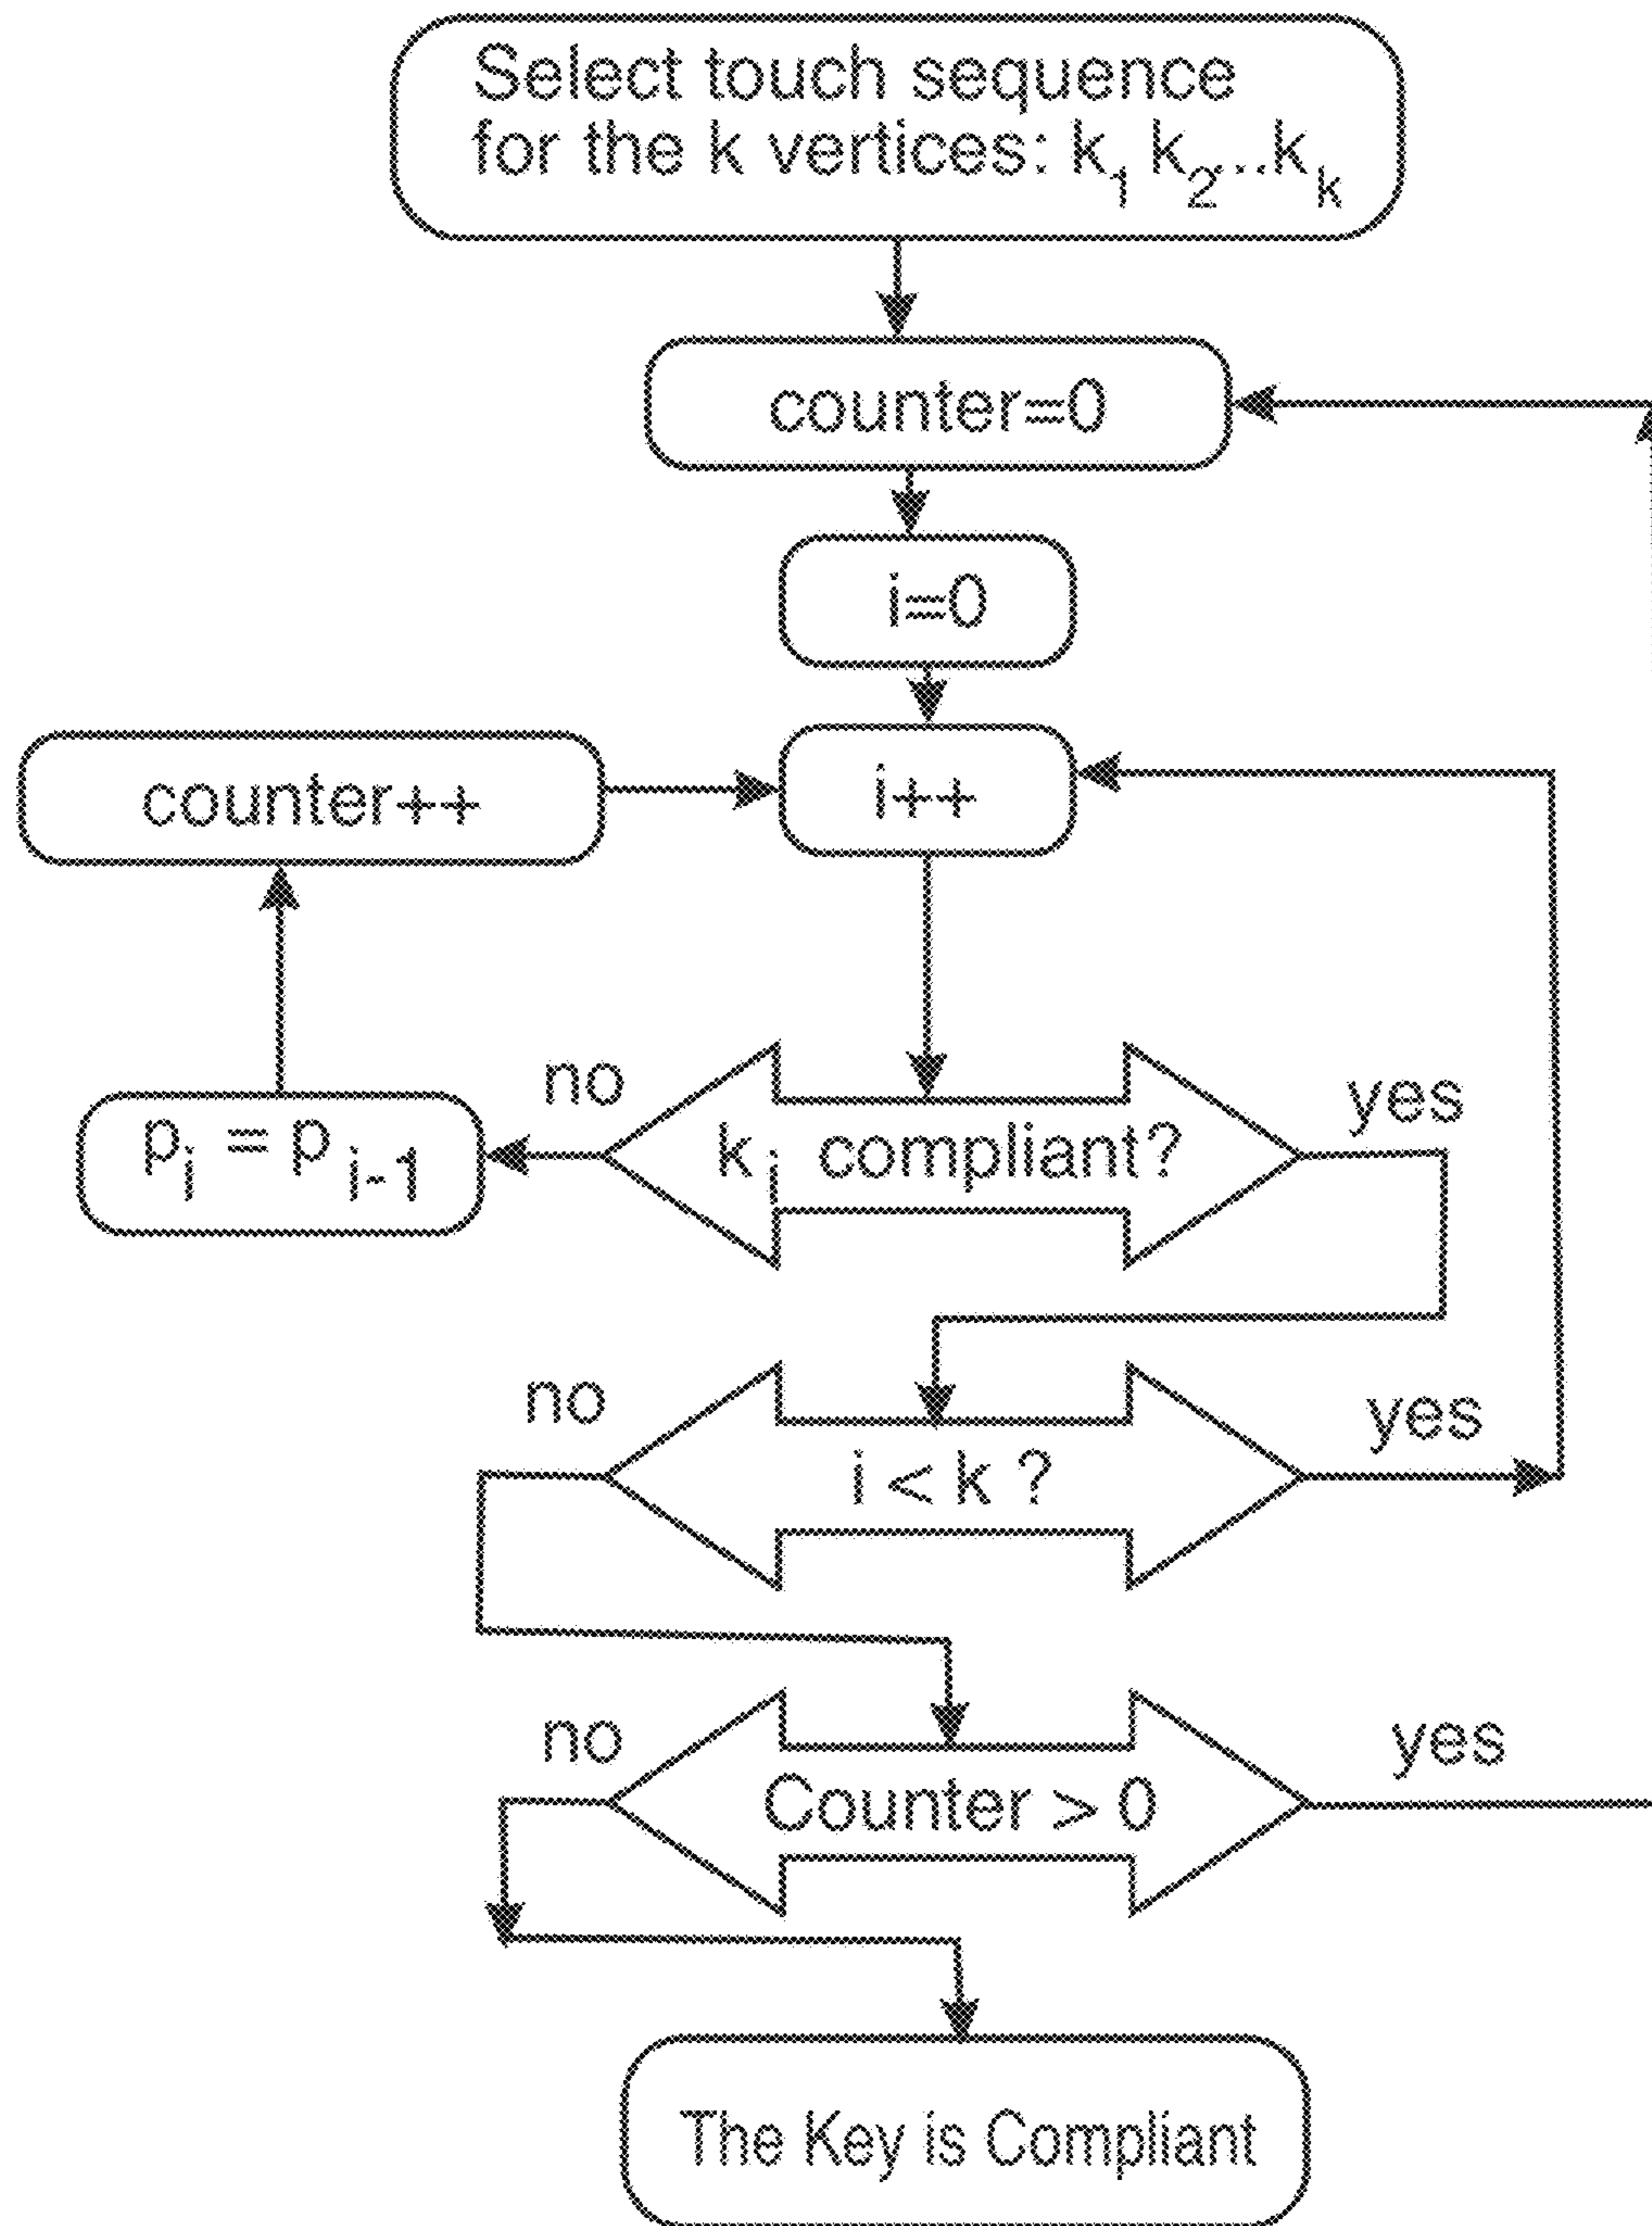 Select touch sequence
for the k vertices: k1 k2...kk
counter=0
i=0
counter++
i++
no
yes
pi = p i-1
ki compliant?
no
yes
i < k ?
no
yes
Counter > 0
The Key is Compliant